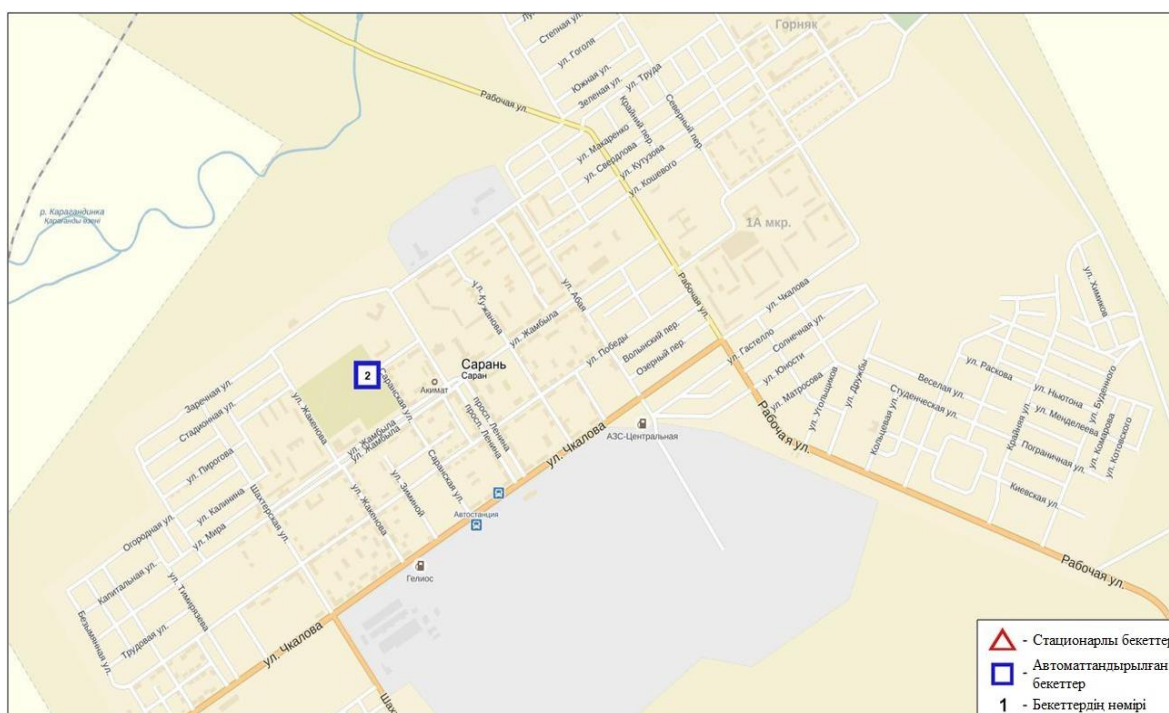 Степная ул.
Горняк
ул. Гоголя
Южная ул.
Зеленая ул.
ул. Труда
Рабочая ул.
Крайний пер.
Северный пер.
ул. Макаренко
ул. Свердлова
ул. Кутузова
ул. Кошевого
р. Карагандинка
Караганды өзені
1А мкр.
ул. Кужанова
ул. Абая
Рабочая ул.
ул. Чкалова
ул. Химиков
ул. Жамбыла
ул. Победы
Волынский пер.
Озерный пер.
ул. Гастелло
Солнечная ул.
ул. Юности
ул. Матросова
ул. Угольщиков
ул. Дружбы
Сарань
Саран
Акимат
2
Саранская ул.
Заречная ул.
Стадионная ул.
ул. Жакенова
ул. Жамбыла
ул. Жамбыла
просп. Ленина
просп. Ленина
ул. Раскова
Веселая ул.
Студенческая ул.
Кольцевая ул.
ул. Ньютона
ул. Менделеева
ул. Буденного
Крайняя ул.
Пограничная ул.
ул. Комарова
ул. Котовского
Киевская ул.
АЗС-Центральная
ул. Чкалова
Рабочая ул.
ул. Пирогова
ул. Калинина
ул. Мира
Огородная ул.
Шахтерская ул.
ул. Жакенова
ул. Зиминой
Саранская ул.
Автостанция
Гелиос
Капитальная ул.
ул. Тимирязева
Безымянная ул.
Трудовая ул.
ул. Чкалова
Рабочая ул.
- Стационарлы бекеттер
- Автоматтандырылған
бекеттер
1 - Бекеттердің нөмірі